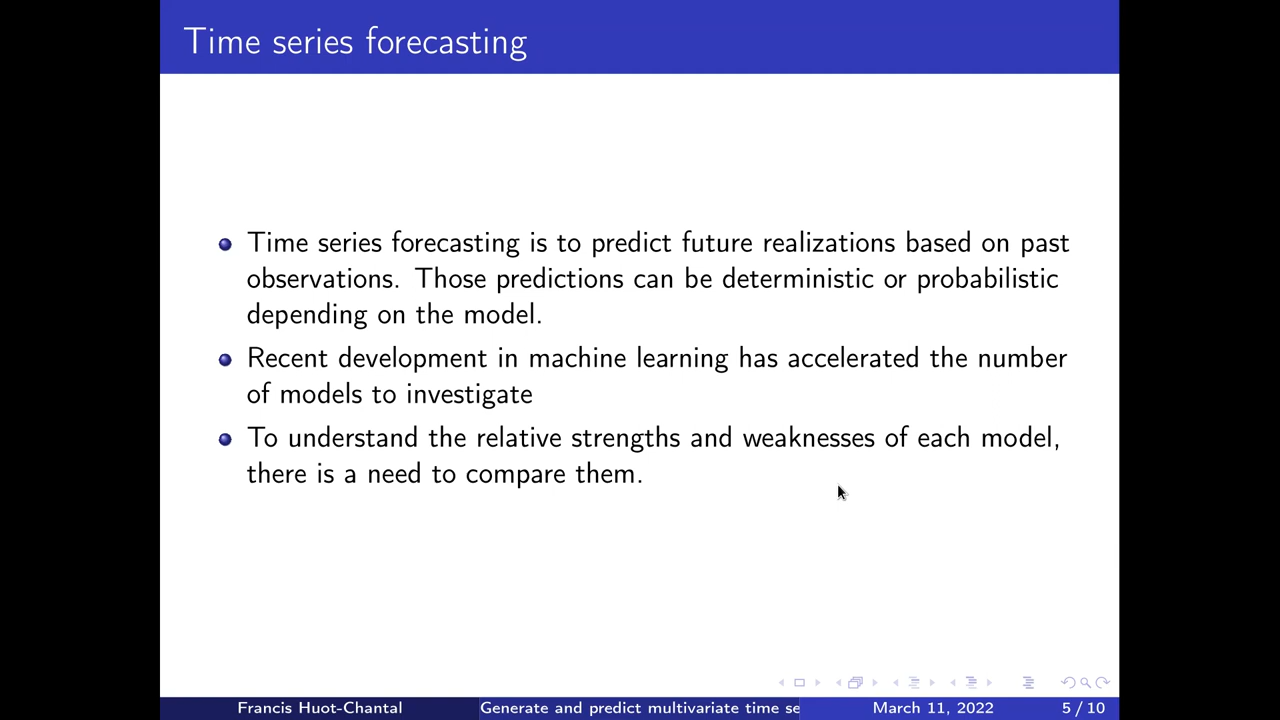 Time series forecasting
Time series forecasting is to predict future realizations based on past
observations. Those predictions can be deterministic or probabilistic
depending on the model.
Recent development in machine learning has accelerated the number
of models to investigate
To understand the relative strengths and weaknesses of each model,
there is a need to compare them.
Francis Huot-Chantal
Generate and predict multivariate time se
March 11, 2022
5 / 10